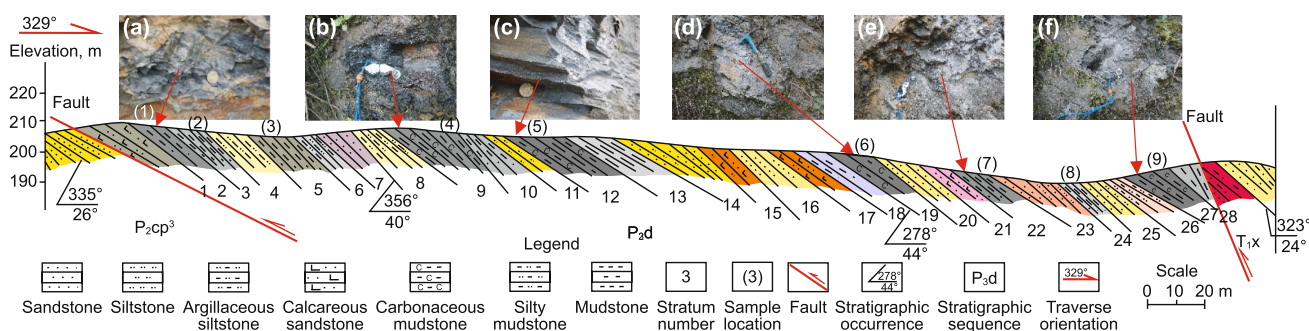 329°
Elevation, m
(a)
(b)
(c)
(d)
(e)
(f)
220
210
200
190
Fault
(1)
(2)
(3)
(4)
(5)
(6)
(7)
(8)
(9)
Fault
1 2 3 4 5 6 7 8 9 10 11 12 13 14 15 16 17 18 19 20 21 22 23 24 25 26 27 28
335°
26°
356°
40°
278°
44°
323°
24°
P₂cp³
P₃d
T₁x
Legend
Sandstone
Siltstone
Argillaceous
siltstone
Calcareous
sandstone
C
C C
C
Carbonaceous
mudstone
Silty
mudstone
Mudstone
3
Stratum
number
(3)
Sample
location
Fault
278°
44°
Stratigraphic
occurrence
P₃d
Stratigraphic
sequence
329°
Traverse
orientation
Scale
0 10 20 m